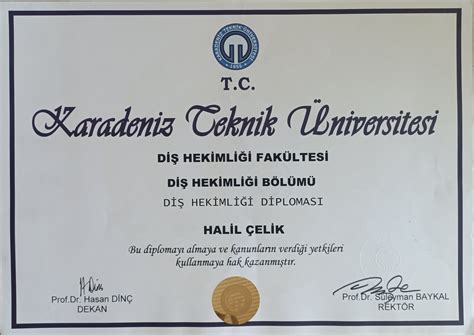 T.C.
Karadeniz Teknik Üniversitesi
DİŞ HEKİMLİĞİ FAKÜLTESİ
DİŞ HEKİMLİĞİ BÖLÜMÜ
DİŞ HEKİMLİĞİ DİPLOMASI
HALİL ÇELİK
Bu diplomayı almaya ve kanunların verdiği yetkileri
kullanmaya hak kazanmıştır.
Prof.Dr. Hasan DİNÇ
DEKAN
Prof.Dr. Süleyman BAYKAL
REKTÖR